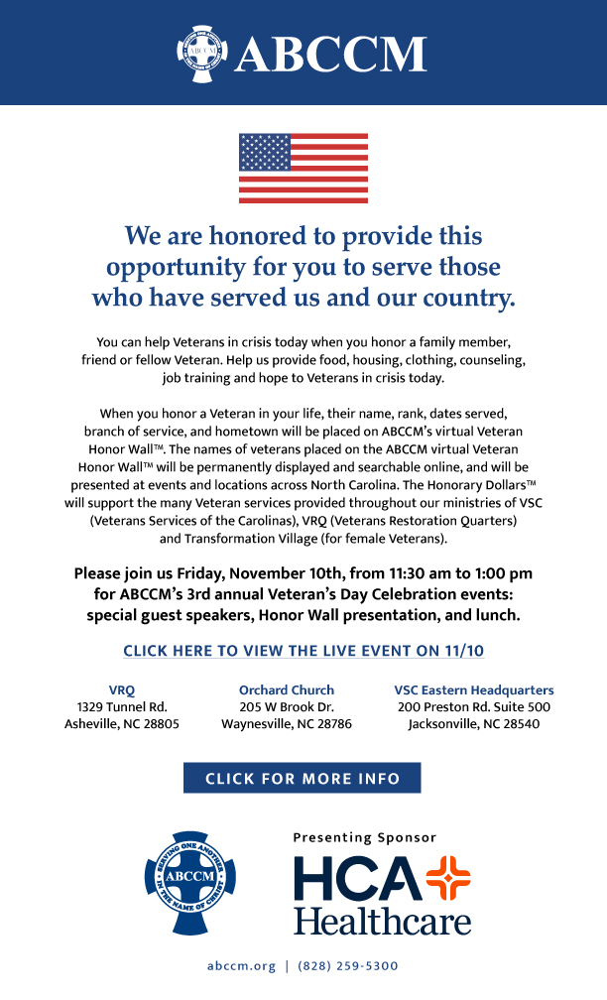 SERVING ONE ANOTHER
ABCCM
IN THE NAME OF CHRIST
ABCCM
We are honored to provide this
opportunity for you to serve those
who have served us and our country.
You can help Veterans in crisis today when you honor a family member,
friend or fellow Veteran. Help us provide food, housing, clothing, counseling,
job training and hope to Veterans in crisis today.
When you honor a Veteran in your life, their name, rank, dates served,
branch of service, and hometown will be placed on ABCCM’s virtual Veteran
Honor Wall™. The names of veterans placed on the ABCCM virtual Veteran
Honor Wall™ will be permanently displayed and searchable online, and will be
presented at events and locations across North Carolina. The Honorary Dollars™
will support the many Veteran services provided throughout our ministries of VSC
(Veterans Services of the Carolinas), VRQ (Veterans Restoration Quarters)
and Transformation Village (for female Veterans).
Please join us Friday, November 10th, from 11:30 am to 1:00 pm
for ABCCM’s 3rd annual Veteran’s Day Celebration events:
special guest speakers, Honor Wall presentation, and lunch.
CLICK HERE TO VIEW THE LIVE EVENT ON 11/10
VRQ
1329 Tunnel Rd.
Asheville, NC 28805
Orchard Church
205 W Brook Dr.
Waynesville, NC 28786
VSC Eastern Headquarters
200 Preston Rd. Suite 500
Jacksonville, NC 28540
CLICK FOR MORE INFO
SERVING ONE ANOTHER
ABCCM
IN THE NAME OF CHRIST
Presenting Sponsor
HCA
Healthcare
abccm.org | (828) 259-5300